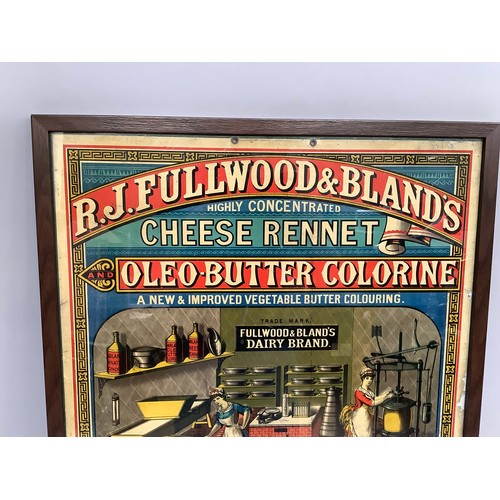 R.J. FULLWOOD & BLAND'S
HIGHLY CONCENTRATED
CHEESE RENNET
AND OLEO-BUTTER COLORINE
A NEW & IMPROVED VEGETABLE BUTTER COLOURING.
TRADE MARK.
FULLWOOD & BLAND'S
DAIRY BRAND.